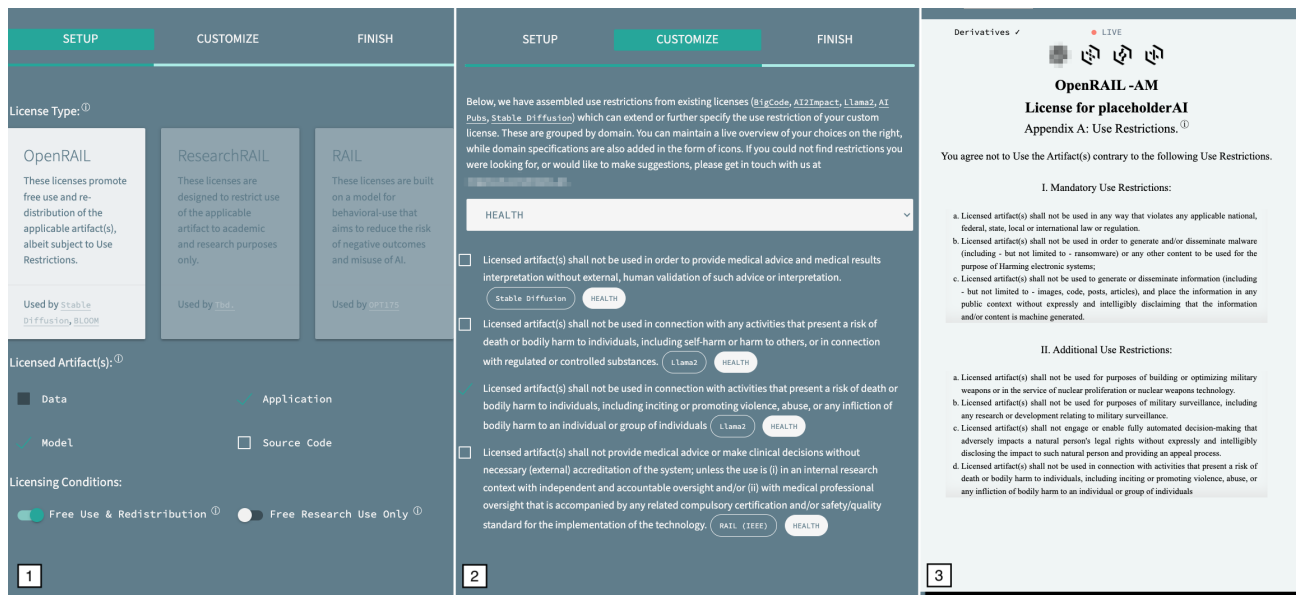 SETUP CUSTOMIZE FINISH
License Type: ⓘ
OpenRAIL
These licenses promote
free use and re-
distribution of the
applicable artifact(s),
albeit subject to Use
Restrictions.
Used by Stable
Diffusion, BLOOM
ResearchRAIL
These licenses are
designed to restrict use
of the applicable
artifact to academic
and research purposes
only.
Used by Tbd.
RAIL
These licenses are built
on a model for
behavioral-use that
aims to reduce the risk
of negative outcomes
and misuse of AI.
Used by OPT175
Licensed Artifact(s): ⓘ
Data Application
Model Source Code
Licensing Conditions:
Free Use & Redistribution ⓘ Free Research Use Only ⓘ
1
SETUP CUSTOMIZE FINISH
Below, we have assembled use restrictions from existing licenses (BigCode, AI2Impact, Llama2, AI
Pubs, Stable Diffusion) which can extend or further specify the use restriction of your custom
license. These are grouped by domain. You can maintain a live overview of your choices on the right,
while domain specifications are also added in the form of icons. If you could not find restrictions you
were looking for, or would like to make suggestions, please get in touch with us at
HEALTH
Licensed artifact(s) shall not be used in order to provide medical advice and medical results
interpretation without external, human validation of such advice or interpretation.
Stable Diffusion HEALTH
Licensed artifact(s) shall not be used in connection with any activities that present a risk of
death or bodily harm to individuals, including self-harm or harm to others, or in connection
with regulated or controlled substances. Llama2 HEALTH
Licensed artifact(s) shall not be used in connection with activities that present a risk of death or
bodily harm to individuals, including inciting or promoting violence, abuse, or any infliction of
bodily harm to an individual or group of individuals Llama2 HEALTH
Licensed artifact(s) shall not provide medical advice or make clinical decisions without
necessary (external) accreditation of the system; unless the use is (i) in an internal research
context with independent and accountable oversight and/or (ii) with medical professional
oversight that is accompanied by any related compulsory certification and/or safety/quality
standard for the implementation of the technology. RAIL (IEEE) HEALTH
2
Derivatives ✓ LIVE
OpenRAIL -AM
License for placeholderAI
Appendix A: Use Restrictions. ⓘ
You agree not to Use the Artifact(s) contrary to the following Use Restrictions.
I. Mandatory Use Restrictions:
a. Licensed artifact(s) shall not be used in any way that violates any applicable national,
federal, state, local or international law or regulation.
b. Licensed artifact(s) shall not be used in order to generate and/or disseminate malware
(including - but not limited to - ransomware) or any other content to be used for the
purpose of Harming electronic systems;
c. Licensed artifact(s) shall not be used to generate or disseminate information (including
- but not limited to - images, code, posts, articles), and place the information in any
public context without expressly and intelligibly disclaiming that the information
and/or content is machine generated.
II. Additional Use Restrictions:
a. Licensed artifact(s) shall not be used for purposes of building or optimizing military
weapons or in the service of nuclear proliferation or nuclear weapons technology.
b. Licensed artifact(s) shall not be used for purposes of military surveillance, including
any research or development relating to military surveillance.
c. Licensed artifact(s) shall not engage or enable fully automated decision-making that
adversely impacts a natural person's legal rights without expressly and intelligibly
disclosing the impact to such natural person and providing an appeal process.
d. Licensed artifact(s) shall not be used in connection with activities that present a risk of
death or bodily harm to individuals, including inciting or promoting violence, abuse, or
any infliction of bodily harm to an individual or group of individuals
3